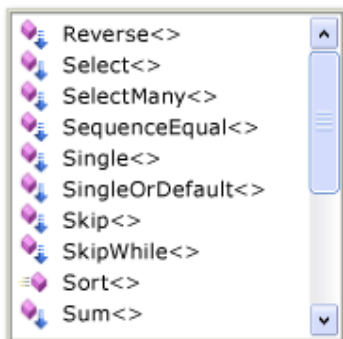 Reverse<>
Select<>
SelectMany<>
SequenceEqual<>
Single<>
SingleOrDefault<>
Skip<>
SkipWhile<>
Sort<>
Sum<>